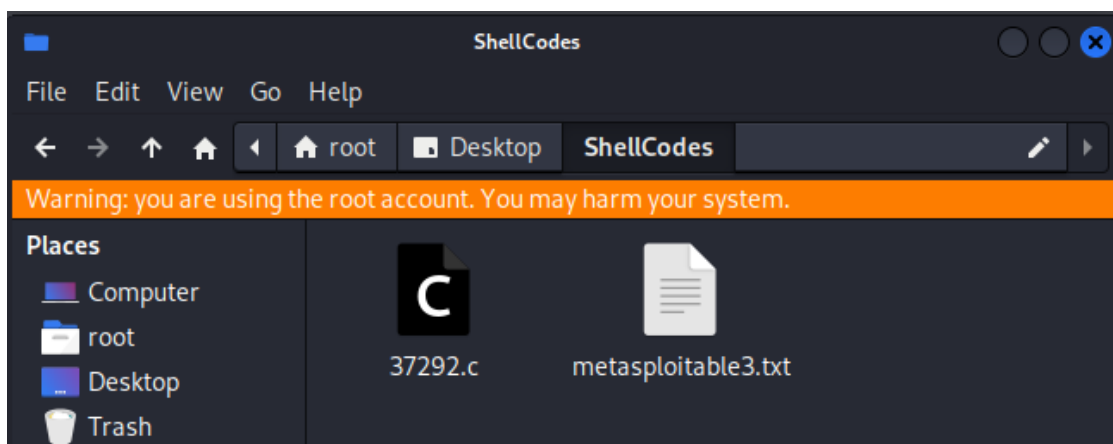 ShellCodes
File Edit View Go Help
root Desktop ShellCodes
Warning: you are using the root account. You may harm your system.
Places
Computer
root
Desktop
Trash
C
37292.c
metasploitable3.txt